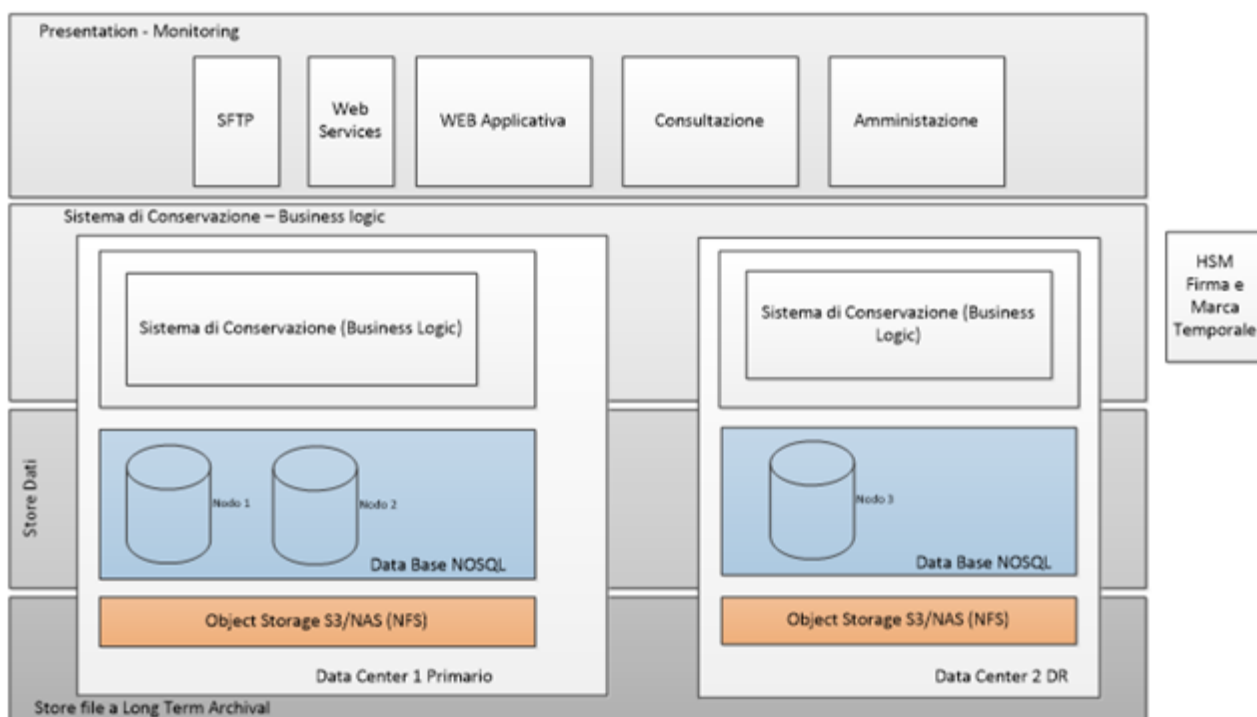 Presentation - Monitoring
SFTP
Web
Services
WEB Applicativa
Consultazione
Amministazione
Sistema di Conservazione – Business logic
Sistema di Conservazione (Business Logic)
Sistema di Conservazione (Business
Logic)
HSM
Firma e
Marca
Temporale
Store Dati
Nodo 1
Nodo 2
Data Base NOSQL
Nodo 3
Data Base NOSQL
Object Storage S3/NAS (NFS)
Object Storage S3/NAS (NFS)
Data Center 1 Primario
Data Center 2 DR
Store file a Long Term Archival